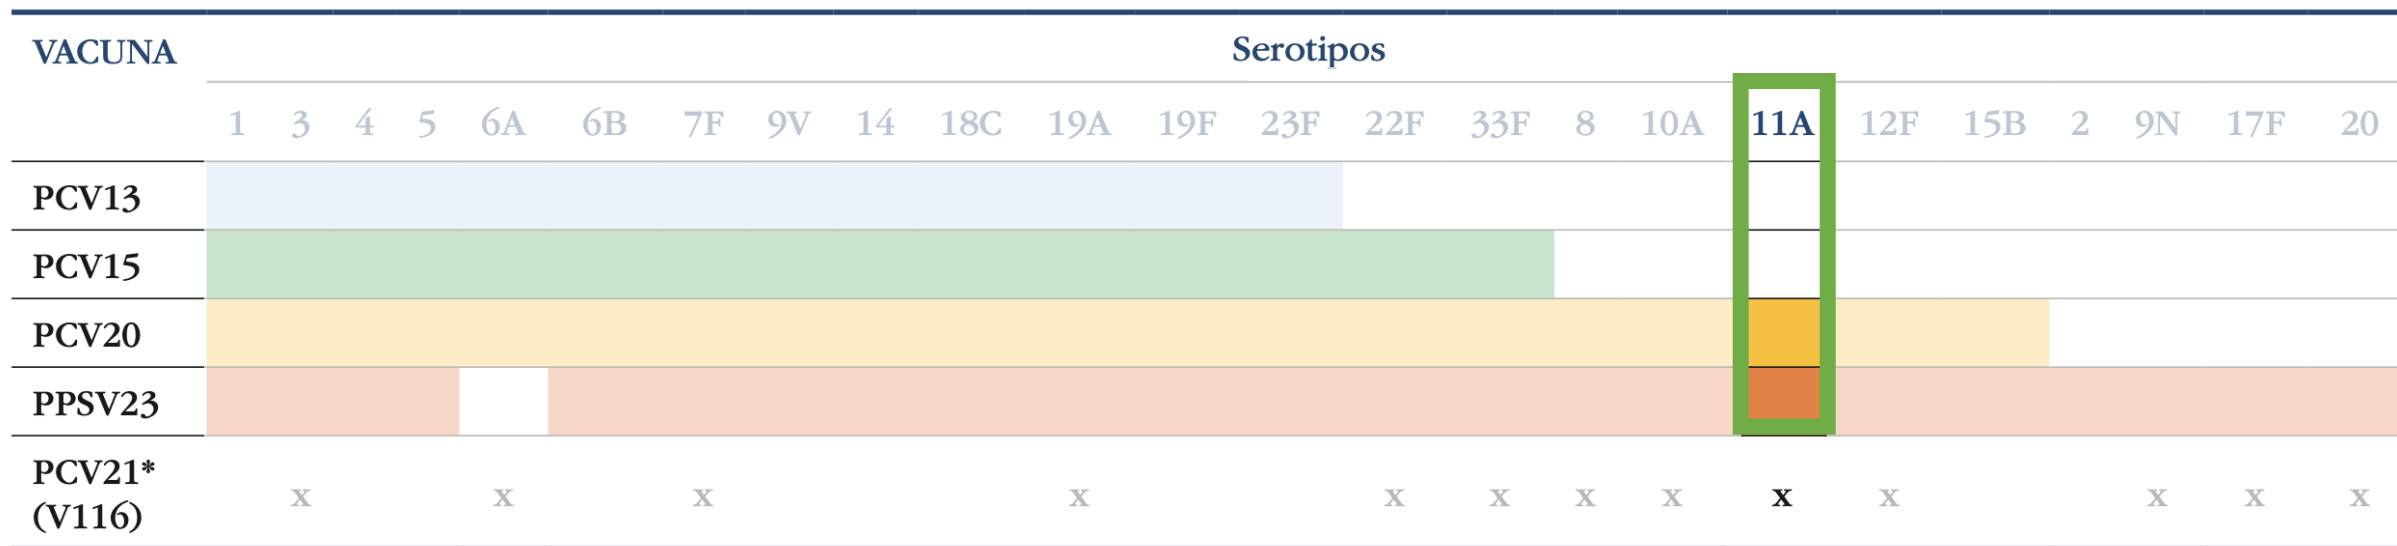 VACUNA Serotipos
1 3 4 5 6A 6B 7F 9V 14 18C 19A 19F 23F 22F 33F 8 10A 11A 12F 15B 2 9N 17F 20
PCV13
PCV15
PCV20
PPSV23
PCV21*
(V116) x x x x x x x x x x x x x